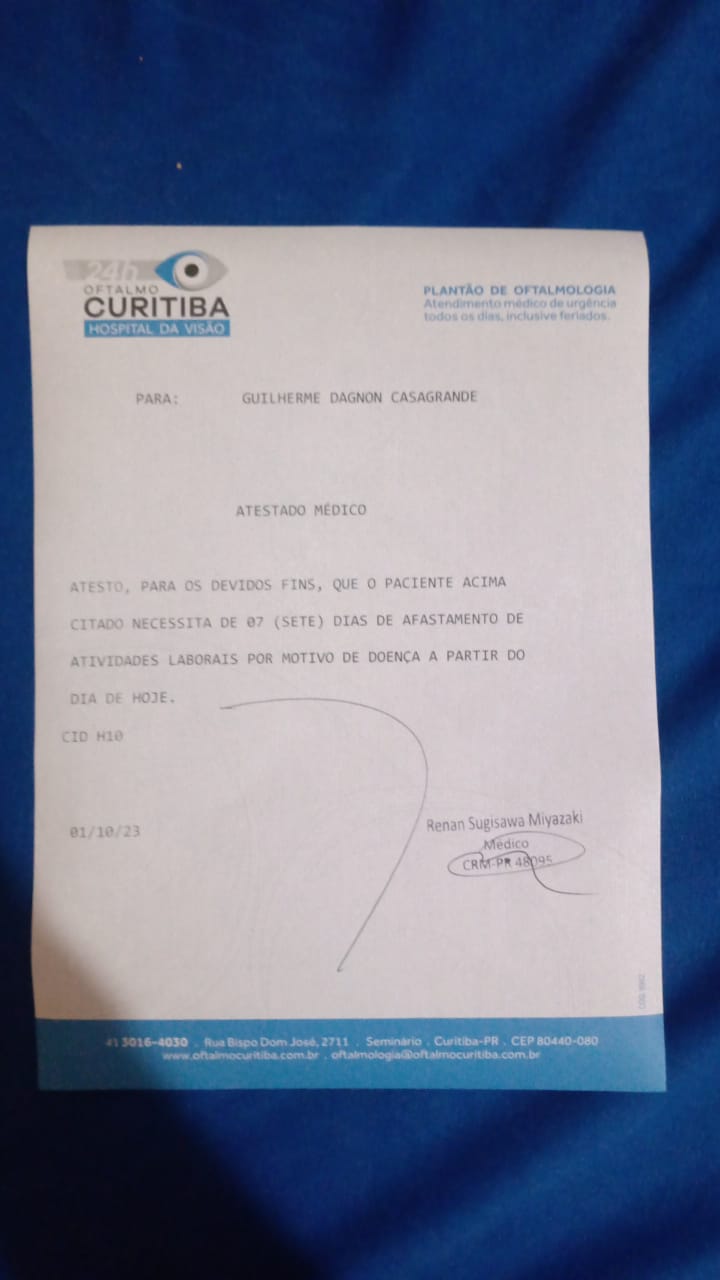 24h
OFTALMO
CURITIBA
HOSPITAL DA VISÃO
PLANTÃO DE OFTALMOLOGIA
Atendimento médico de urgência
todos os dias, inclusive feriados.
PARA: GUILHERME DAGNON CASAGRANDE
ATESTADO MÉDICO
ATESTO, PARA OS DEVIDOS FINS, QUE O PACIENTE ACIMA
CITADO NECESSITA DE 07 (SETE) DIAS DE AFASTAMENTO DE
ATIVIDADES LABORAIS POR MOTIVO DE DOENÇA A PARTIR DO
DIA DE HOJE.
CID H10
01/10/23
Renan Sugisawa Miyazaki
Médico
CRM-PR 48095
41 3016-4030 . Rua Bispo Dom José, 2711 . Seminário . Curitiba-PR . CEP 80440-080
www.oftalmocuritiba.com.br . oftalmologia@oftalmocuritiba.com.br